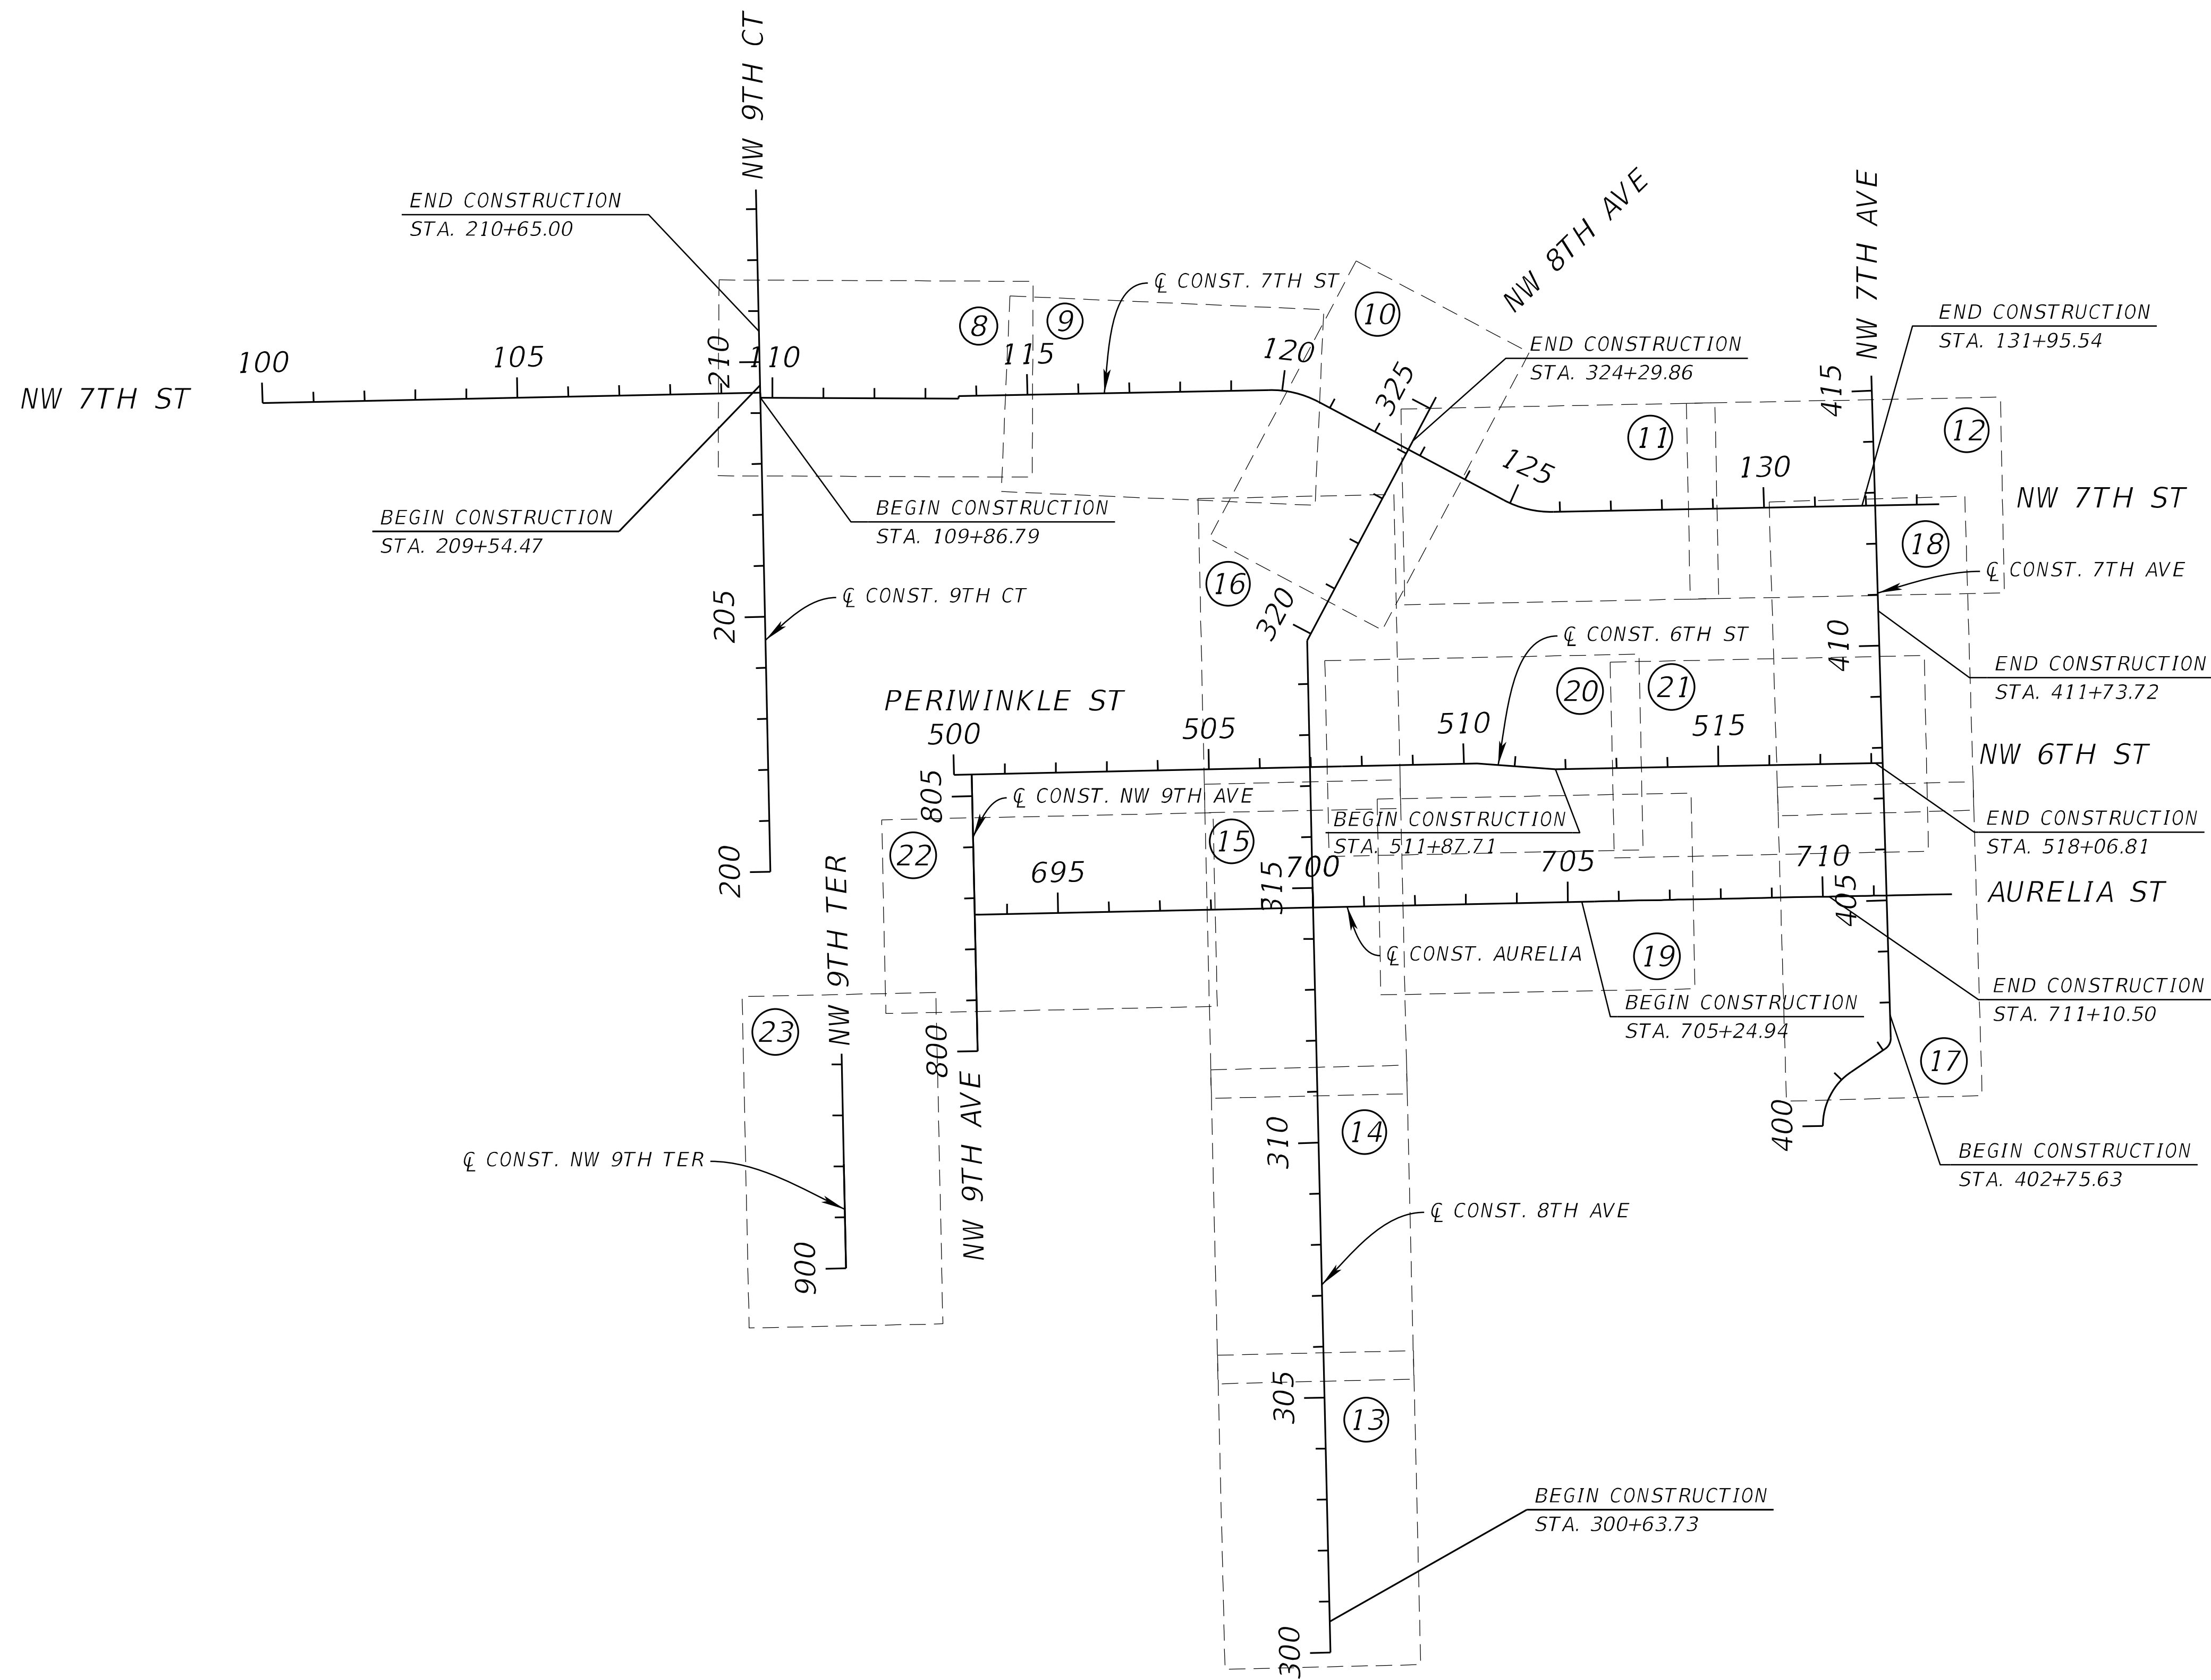 NW 9TH CT
END CONSTRUCTION
STA. 210+65.00
NW 8TH AVE
NW 7TH AVE
℄ CONST. 7TH ST
END CONSTRUCTION
STA. 131+95.54
8
9
10
END CONSTRUCTION
STA. 324+29.86
NW 7TH ST
100
105
210
110
115
120
325
415
11
12
125
130
NW 7TH ST
BEGIN CONSTRUCTION
STA. 209+54.47
BEGIN CONSTRUCTION
STA. 109+86.79
18
℄ CONST. 7TH AVE
16
℄ CONST. 9TH CT
205
320
℄ CONST. 6TH ST
410
END CONSTRUCTION
STA. 411+73.72
PERIWINKLE ST
20
21
500
505
510
515
NW 6TH ST
805
℄ CONST. NW 9TH AVE
BEGIN CONSTRUCTION
STA. 511+87.71
END CONSTRUCTION
STA. 518+06.81
22
15
200
695
315
700
705
710
405
AURELIA ST
NW 9TH TER
℄ CONST. AURELIA
19
END CONSTRUCTION
STA. 711+10.50
BEGIN CONSTRUCTION
STA. 705+24.94
23
800
17
NW 9TH AVE
310
14
400
BEGIN CONSTRUCTION
STA. 402+75.63
℄ CONST. NW 9TH TER
℄ CONST. 8TH AVE
900
305
13
BEGIN CONSTRUCTION
STA. 300+63.73
300